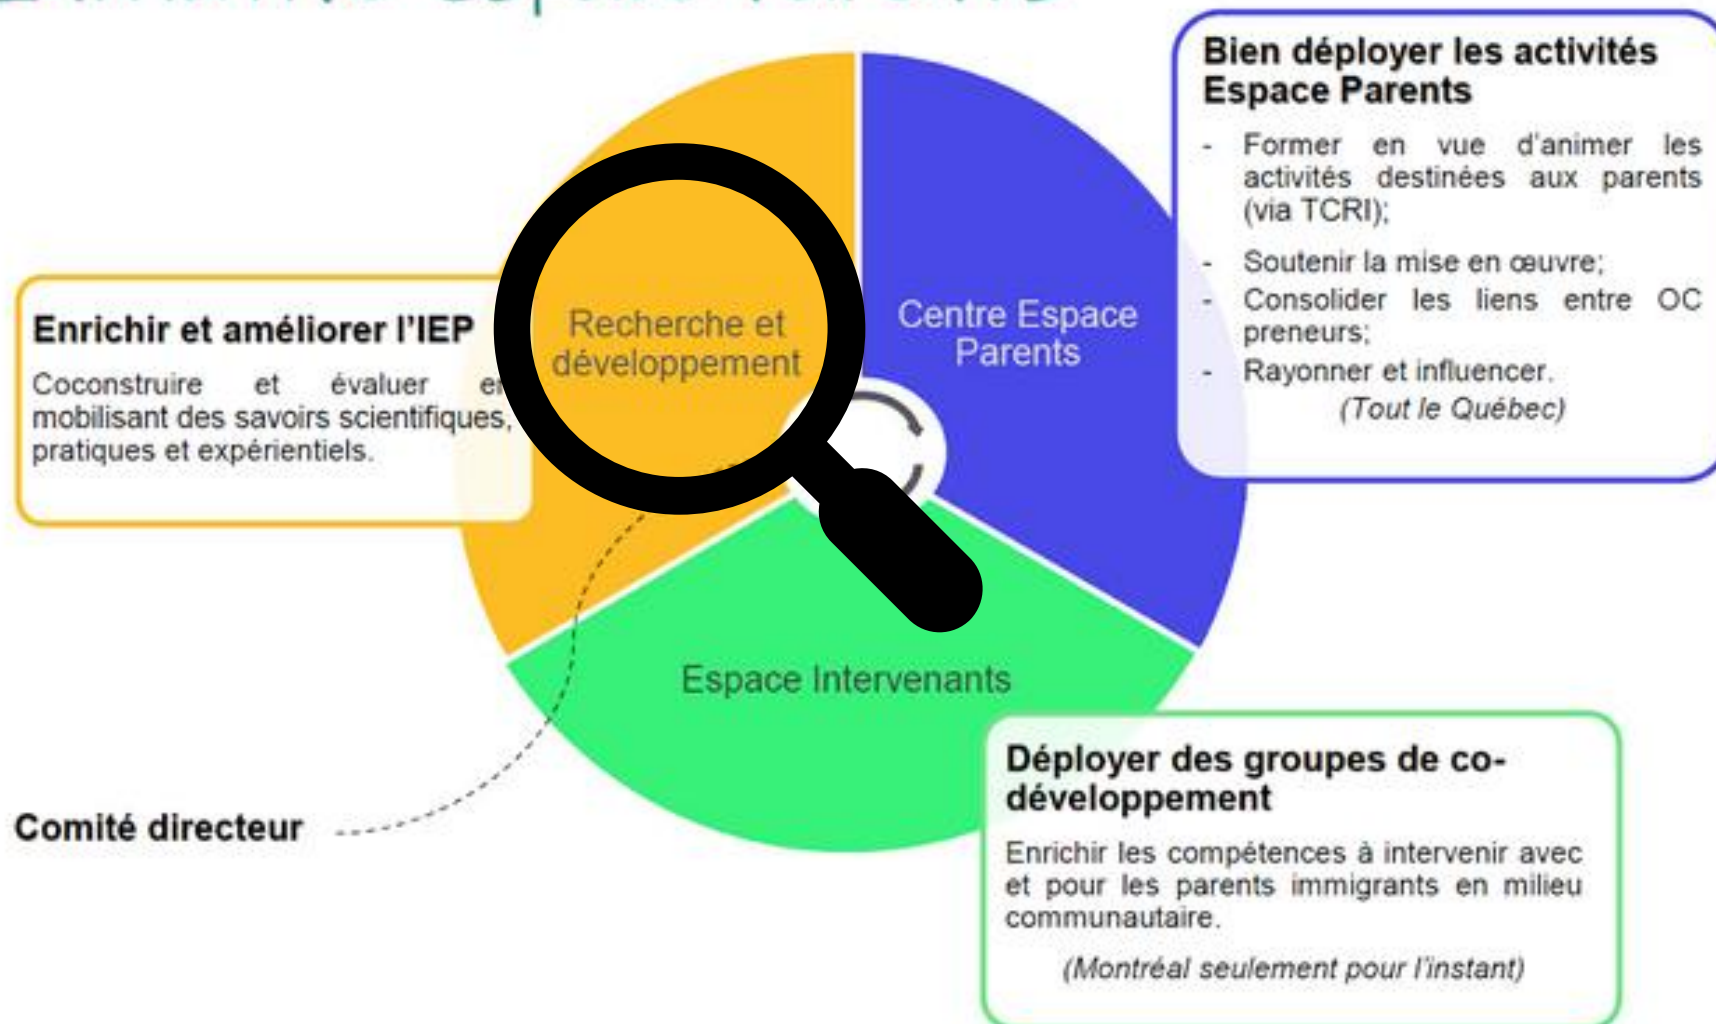 Bien déployer les activités
Espace Parents
- Former en vue d'animer les
activités destinées aux parents
(via TCRI);
- Soutenir la mise en œuvre;
- Consolider les liens entre OC
preneurs;
- Rayonner et influencer.
(Tout le Québec)
Centre Espace
Parents
Recherche et
développement
Enrichir et améliorer l'IEP
Coconstruire et évaluer en
mobilisant des savoirs scientifiques,
pratiques et expérientiels.
Espace Intervenants
Déployer des groupes de co-
développement
Enrichir les compétences à intervenir avec
et pour les parents immigrants en milieu
communautaire.
(Montréal seulement pour l'instant)
Comité directeur